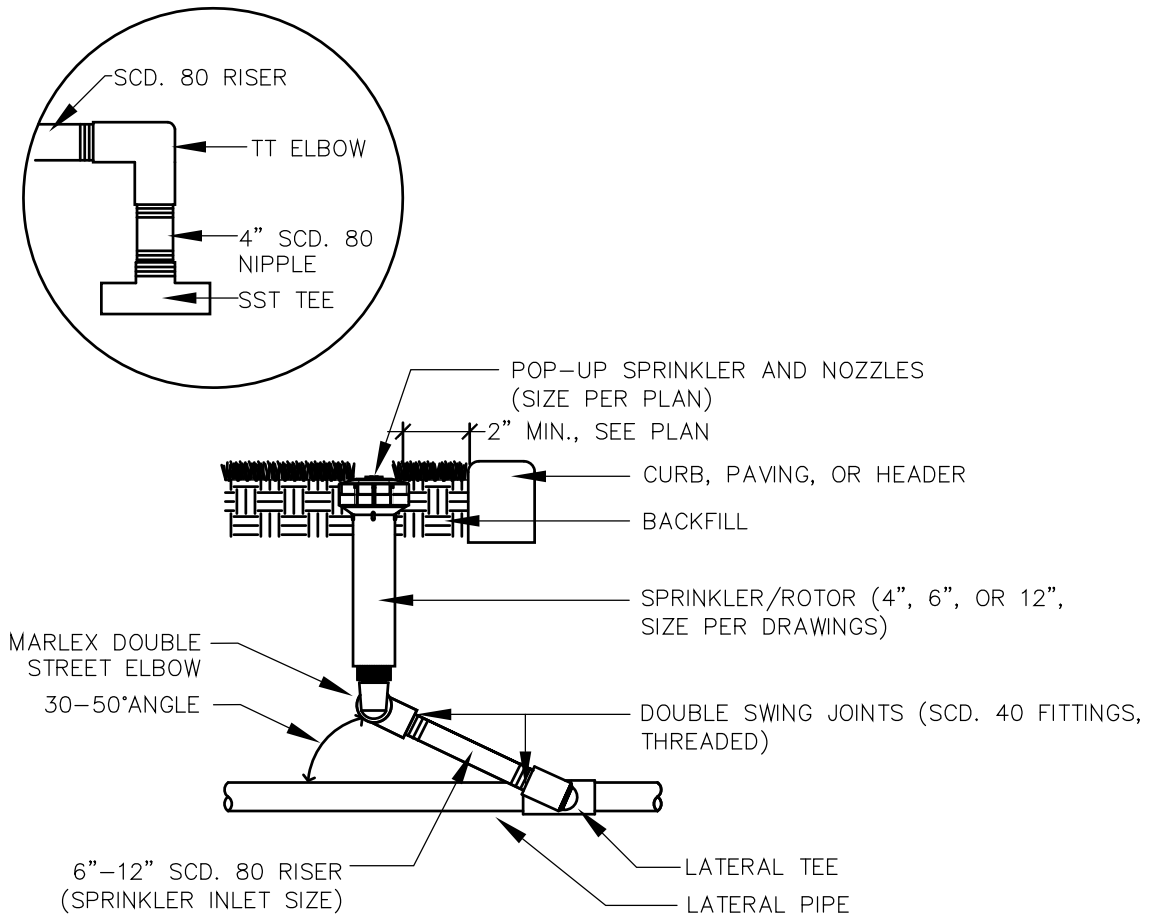 SCD. 80 RISER
TT ELBOW
4” SCD. 80
NIPPLE
SST TEE
POP–UP SPRINKLER AND NOZZLES
(SIZE PER PLAN)
2” MIN., SEE PLAN
CURB, PAVING, OR HEADER
BACKFILL
SPRINKLER/ROTOR (4”, 6”, OR 12”,
SIZE PER DRAWINGS)
MARLEX DOUBLE
STREET ELBOW
30–50°ANGLE
DOUBLE SWING JOINTS (SCD. 40 FITTINGS,
THREADED)
6”–12” SCD. 80 RISER
(SPRINKLER INLET SIZE)
LATERAL TEE
LATERAL PIPE